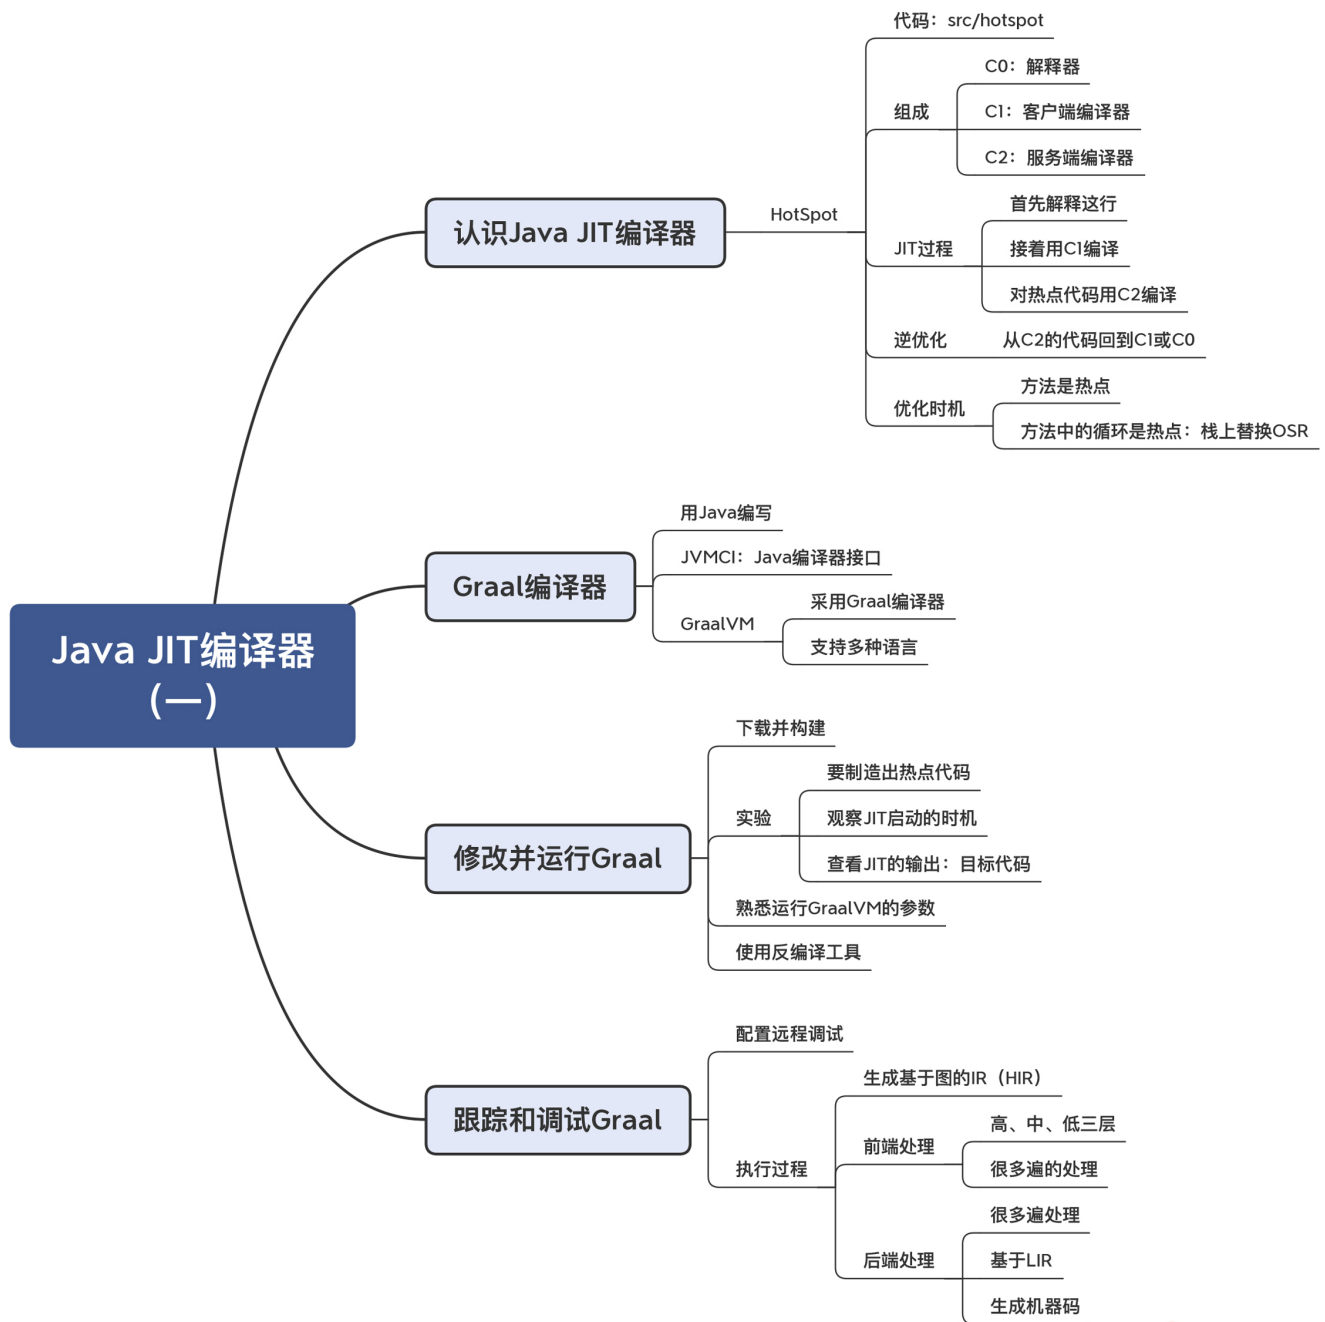 Java JIT编译器
(一)
认识Java JIT编译器
HotSpot
代码：src/hotspot
组成
C0：解释器
C1：客户端编译器
C2：服务端编译器
JIT过程
首先解释这行
接着用C1编译
对热点代码用C2编译
逆优化
从C2的代码回到C1或C0
优化时机
方法是热点
方法中的循环是热点：栈上替换OSR
Graal编译器
用Java编写
JVMCI：Java编译器接口
GraalVM
采用Graal编译器
支持多种语言
修改并运行Graal
下载并构建
实验
要制造出热点代码
观察JIT启动的时机
查看JIT的输出：目标代码
熟悉运行GraalVM的参数
使用反编译工具
跟踪和调试Graal
配置远程调试
执行过程
生成基于图的IR（HIR）
前端处理
高、中、低三层
很多遍的处理
后端处理
很多遍处理
基于LIR
生成机器码